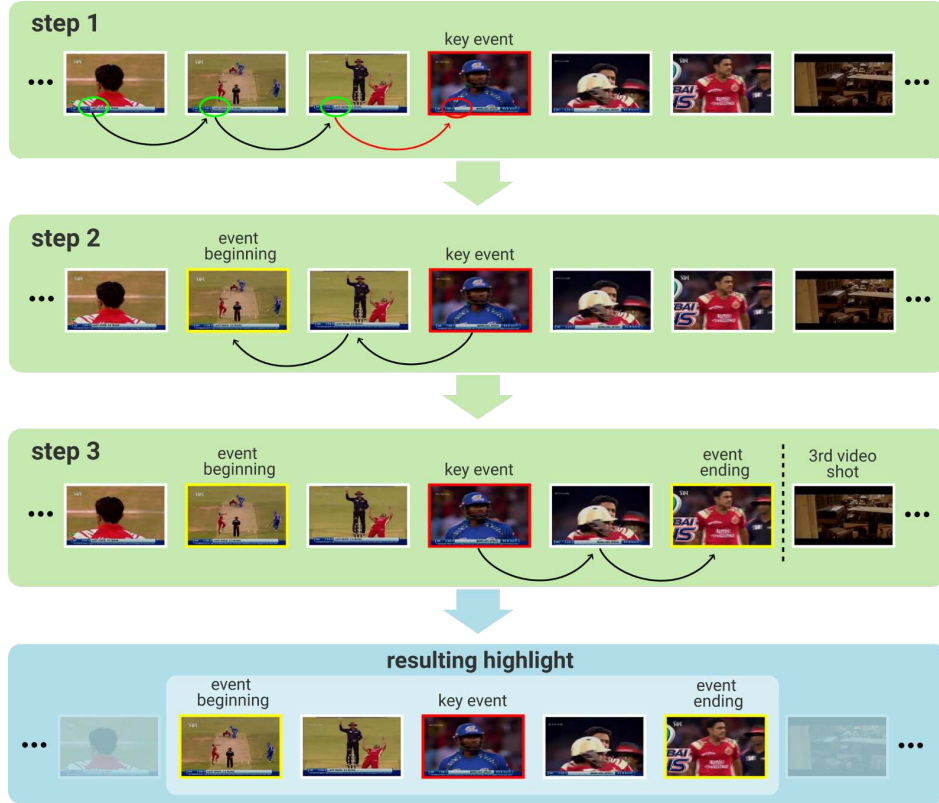 step 1
key event
step 2
event
beginning
key event
step 3
event
beginning
key event
event
ending
3rd video
shot
resulting highlight
event
beginning
key event
event
ending